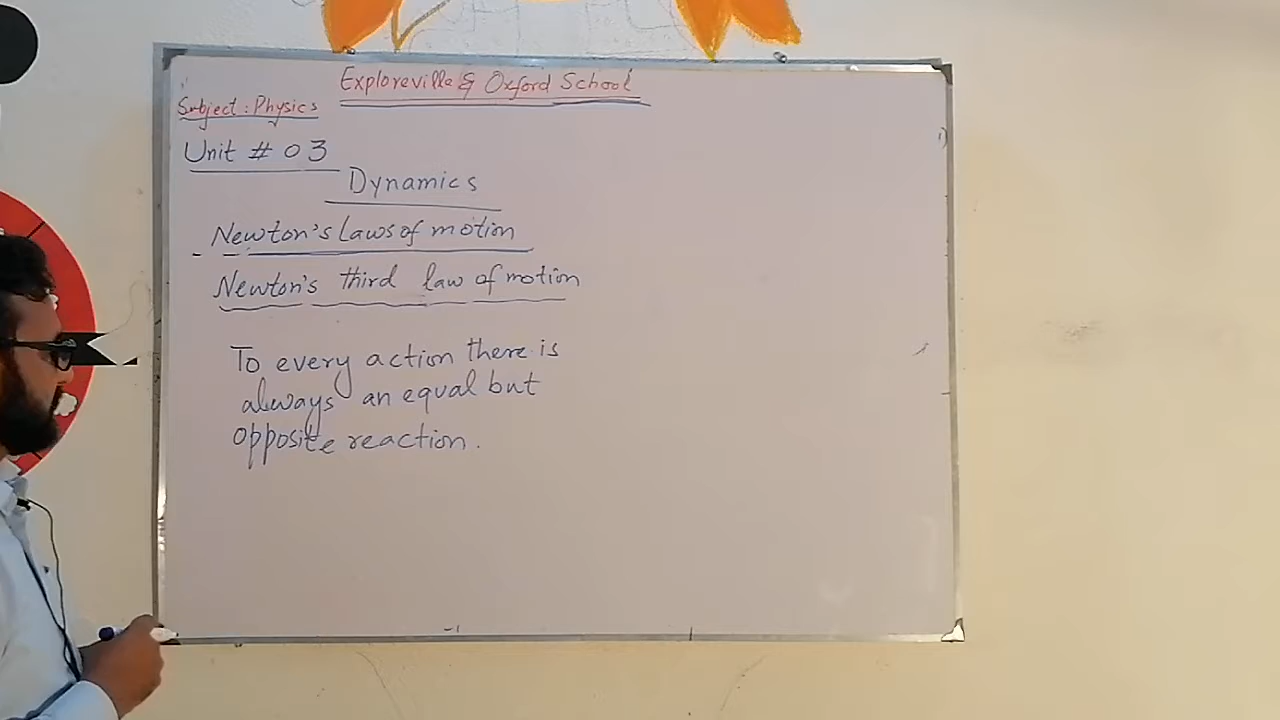 Exploreville & Oxford School
Subject: Physics
Unit # 03
Dynamics
Newton's Laws of motion
Newton's third law of motion
To every action there is
always an equal but
opposite reaction.
1)